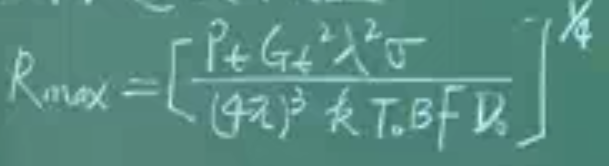 Rmax = [ Pt Gt² λ² σ / (4π)³ k T₀ B F D₀ ]^¼